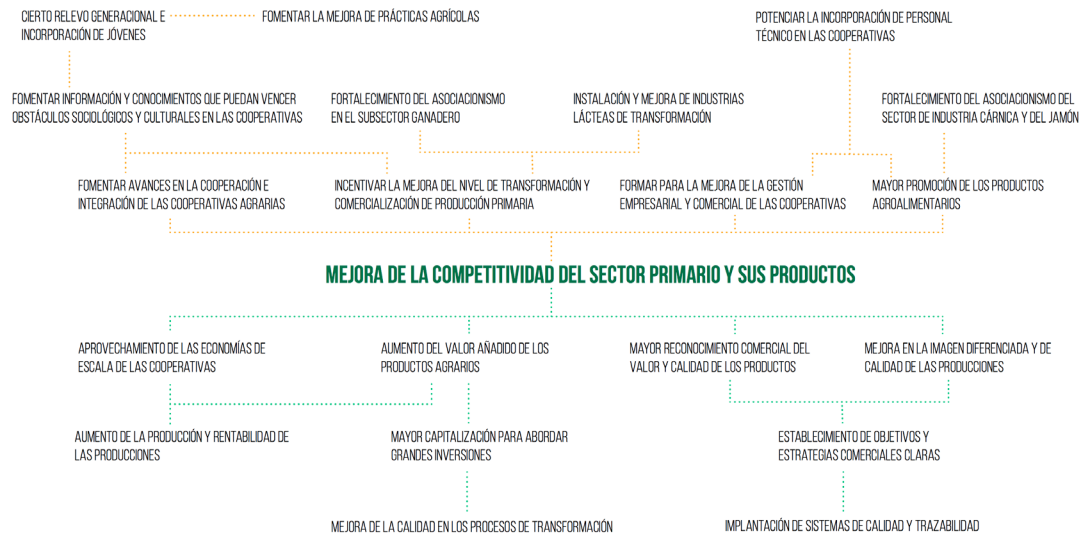 CIERTO RELEVO GENERACIONAL E
INCORPORACIÓN DE JÓVENES
FOMENTAR LA MEJORA DE PRÁCTICAS AGRÍCOLAS
POTENCIAR LA INCORPORACIÓN DE PERSONAL
TÉCNICO EN LAS COOPERATIVAS
FOMENTAR INFORMACIÓN Y CONOCIMIENTOS QUE PUEDAN VENCER
OBSTÁCULOS SOCIOLÓGICOS Y CULTURALES EN LAS COOPERATIVAS
FORTALECIMIENTO DEL ASOCIACIONISMO
EN EL SUBSECTOR GANADERO
INSTALACIÓN Y MEJORA DE INDUSTRIAS
LÁCTEAS DE TRANSFORMACIÓN
FORTALECIMIENTO DEL ASOCIACIONISMO DEL
SECTOR DE INDUSTRIA CÁRNICA Y DEL JAMÓN
FOMENTAR AVANCES EN LA COOPERACIÓN E
INTEGRACIÓN DE LAS COOPERATIVAS AGRARIAS
INCENTIVAR LA MEJORA DEL NIVEL DE TRANSFORMACIÓN Y
COMERCIALIZACIÓN DE PRODUCCIÓN PRIMARIA
FORMAR PARA LA MEJORA DE LA GESTIÓN
EMPRESARIAL Y COMERCIAL DE LAS COOPERATIVAS
MAYOR PROMOCIÓN DE LOS PRODUCTOS
AGROALIMENTARIOS
MEJORA DE LA COMPETITIVIDAD DEL SECTOR PRIMARIO Y SUS PRODUCTOS
APROVECHAMIENTO DE LAS ECONOMÍAS DE
ESCALA DE LAS COOPERATIVAS
AUMENTO DEL VALOR AÑADIDO DE LOS
PRODUCTOS AGRARIOS
MAYOR RECONOCIMIENTO COMERCIAL DEL
VALOR Y CALIDAD DE LOS PRODUCTOS
MEJORA EN LA IMAGEN DIFERENCIADA Y DE
CALIDAD DE LAS PRODUCCIONES
AUMENTO DE LA PRODUCCIÓN Y RENTABILIDAD DE
LAS PRODUCCIONES
MAYOR CAPITALIZACIÓN PARA ABORDAR
GRANDES INVERSIONES
ESTABLECIMIENTO DE OBJETIVOS Y
ESTRATEGIAS COMERCIALES CLARAS
MEJORA DE LA CALIDAD EN LOS PROCESOS DE TRANSFORMACIÓN
IMPLANTACIÓN DE SISTEMAS DE CALIDAD Y TRAZABILIDAD